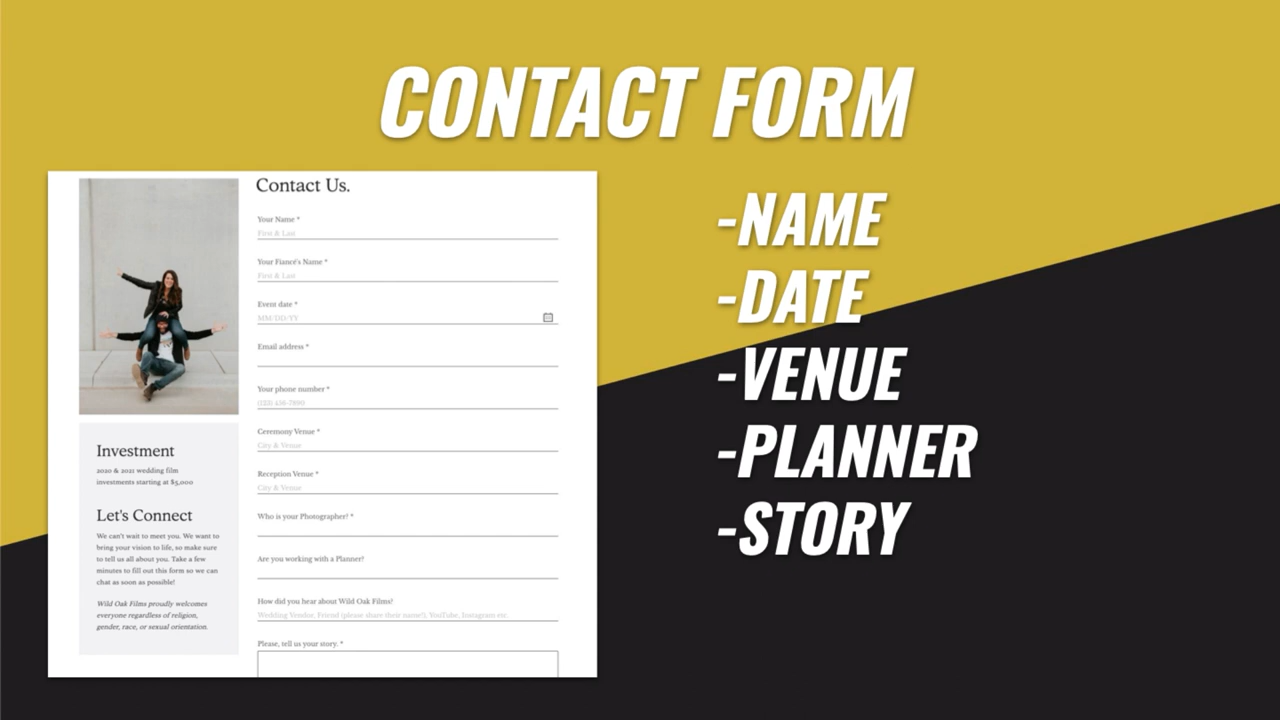 CONTACT FORM
Contact Us.
Your Name *
First & Last
Your Fiancé's Name *
First & Last
Event date *
MM/DD/YY
Email address *
Your phone number *
(123) 456-7890
Ceremony Venue *
City & Venue
Reception Venue *
City & Venue
Who is your Photographer? *
Are you working with a Planner?
How did you hear about Wild Oak Films?
Wedding Vendor, Friend (please share their name!), YouTube, Instagram etc.
Please, tell us your story. *
Investment
2020 & 2021 wedding film
investments starting at $5,000
Let's Connect
We can't wait to meet you. We want to
bring your vision to life, so make sure
to tell us all about you. Take a few
minutes to fill out this form so we can
chat as soon as possible!
Wild Oak Films proudly welcomes
everyone regardless of religion,
gender, race, or sexual orientation.
-NAME
-DATE
-VENUE
-PLANNER
-STORY